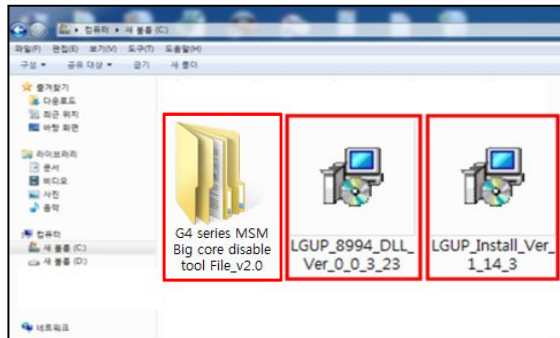 컴퓨터 ▸ 새 볼륨 (C:)
파일(F) 편집(E) 보기(V) 도구(T) 도움말(H)
구성 공유 대상 굽기 새 폴더
즐겨찾기
다운로드
최근 위치
바탕 화면
라이브러리
문서
비디오
사진
음악
컴퓨터
새 볼륨 (C:)
새 볼륨 (D:)
네트워크
G4 series MSM
Big core disable
tool File_v2.0
LGUP_8994_DLL_
Ver_0_0_3_23
LGUP_Install_Ver_
1_14_3